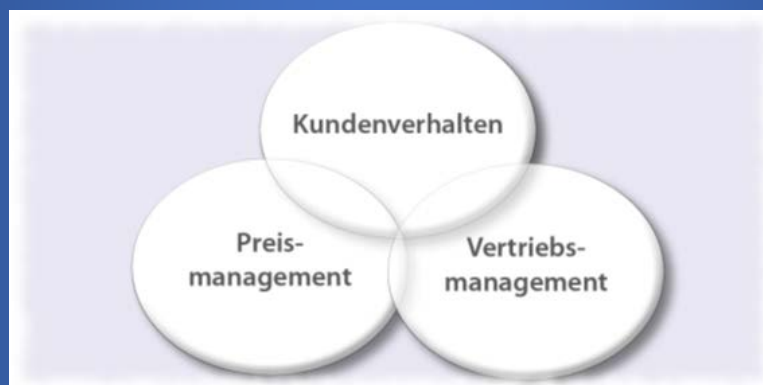 Kundenverhalten
Preis-
management
Vertriebs-
management